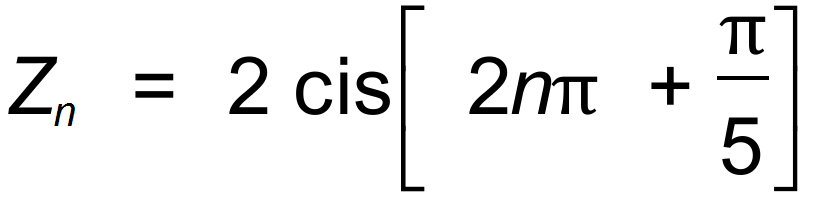 Zn = 2 cis[ 2nπ + π/5 ]